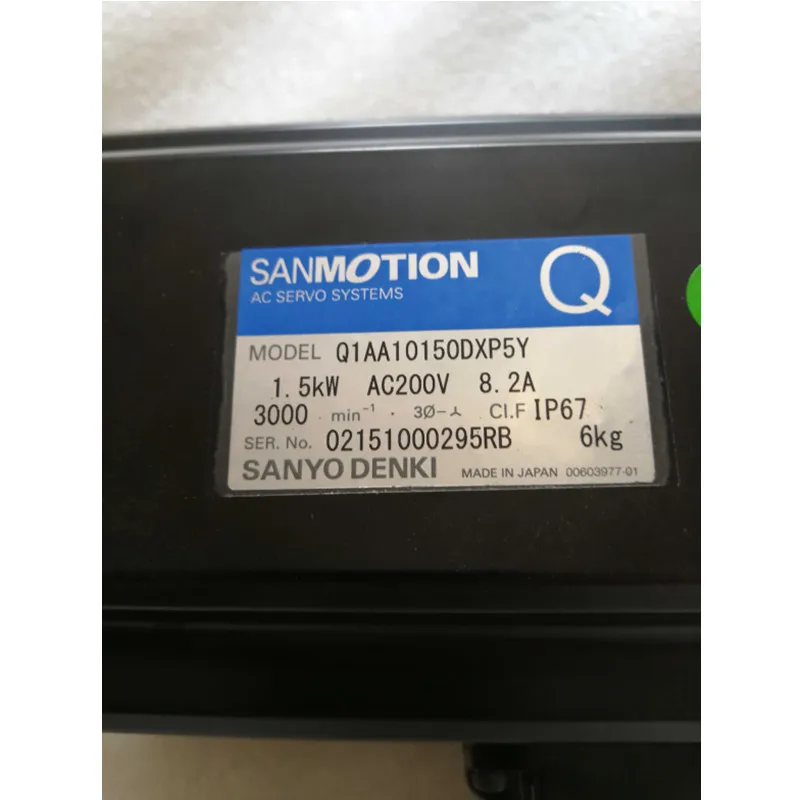 SANMOTION Q
AC SERVO SYSTEMS
MODEL Q1AA10150DXP5Y
1.5kW AC200V 8.2A
3000 min⁻¹ · 3Ø-⅄ CI.F IP67
SER. No. 02151000295RB 6kg
SANYO DENKI MADE IN JAPAN 00603977-01